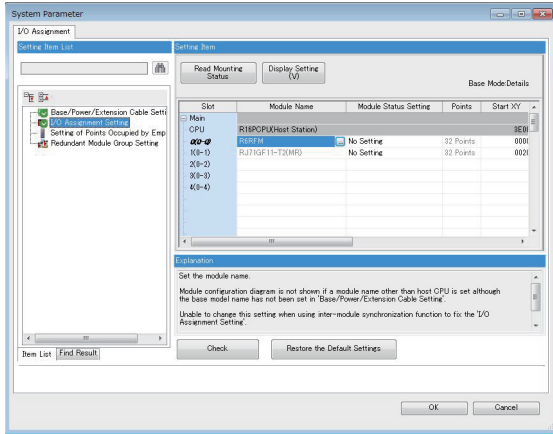 System Parameter
I/O Assignment
Setting Item List
Setting Item
Read Mounting
Status
Display Setting
(V)
Base Mode:Details
Base/Power/Extension Cable Setti
I/O Assignment Setting
Setting of Points Occupied by Emp
Redundant Module Group Setting
Slot Module Name Module Status Setting Points Start XY
Main
CPU R16PCPU(Host Station) 3E0
0(0-0) R6RFM ... No Setting 32 Points 000
1(0-1) RJ71GF11-T2(MR) No Setting 32 Points 002
2(0-2)
3(0-3)
4(0-4)
Explanation
Set the module name.
Module configuration diagram is not shown if a module name other than host CPU is set although
the base model name has not been set in 'Base/Power/Extension Cable Setting'.
Unable to change this setting when using inter-module synchronization function to fix the 'I/O
Assignment Setting'.
Item List Find Result
Check
Restore the Default Settings
OK
Cancel